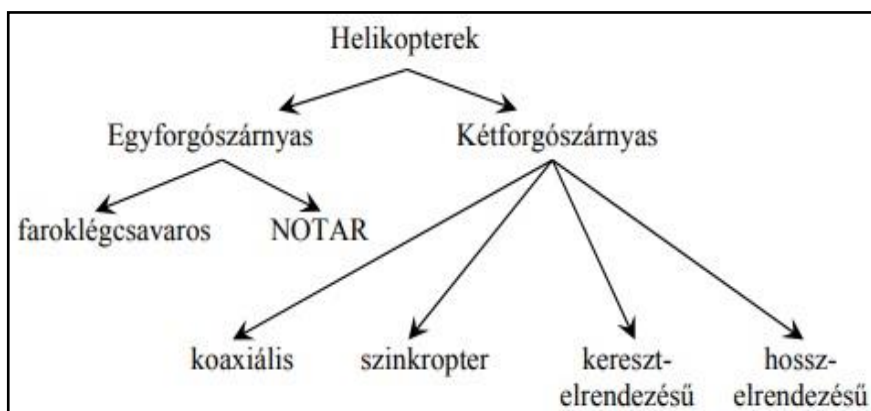 Helikopterek
Egyforgószárnyas Kétforgószárnyas
faroklégcsavaros NOTAR
koaxiális szinkropter kereszt- hossz-
elrendezésű elrendezésű